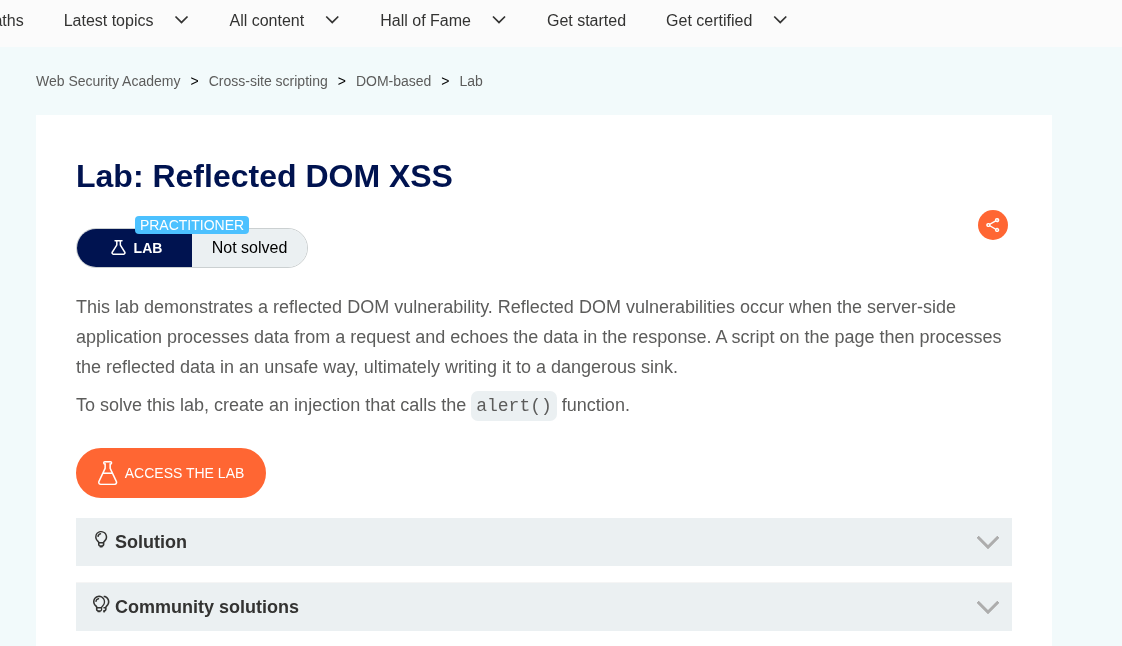 Latest topics All content Hall of Fame Get started Get certified
Web Security Academy > Cross-site scripting > DOM-based > Lab
Lab: Reflected DOM XSS
PRACTITIONER
LAB Not solved
This lab demonstrates a reflected DOM vulnerability. Reflected DOM vulnerabilities occur when the server-side
application processes data from a request and echoes the data in the response. A script on the page then processes
the reflected data in an unsafe way, ultimately writing it to a dangerous sink.
To solve this lab, create an injection that calls the alert() function.
ACCESS THE LAB
Solution
Community solutions